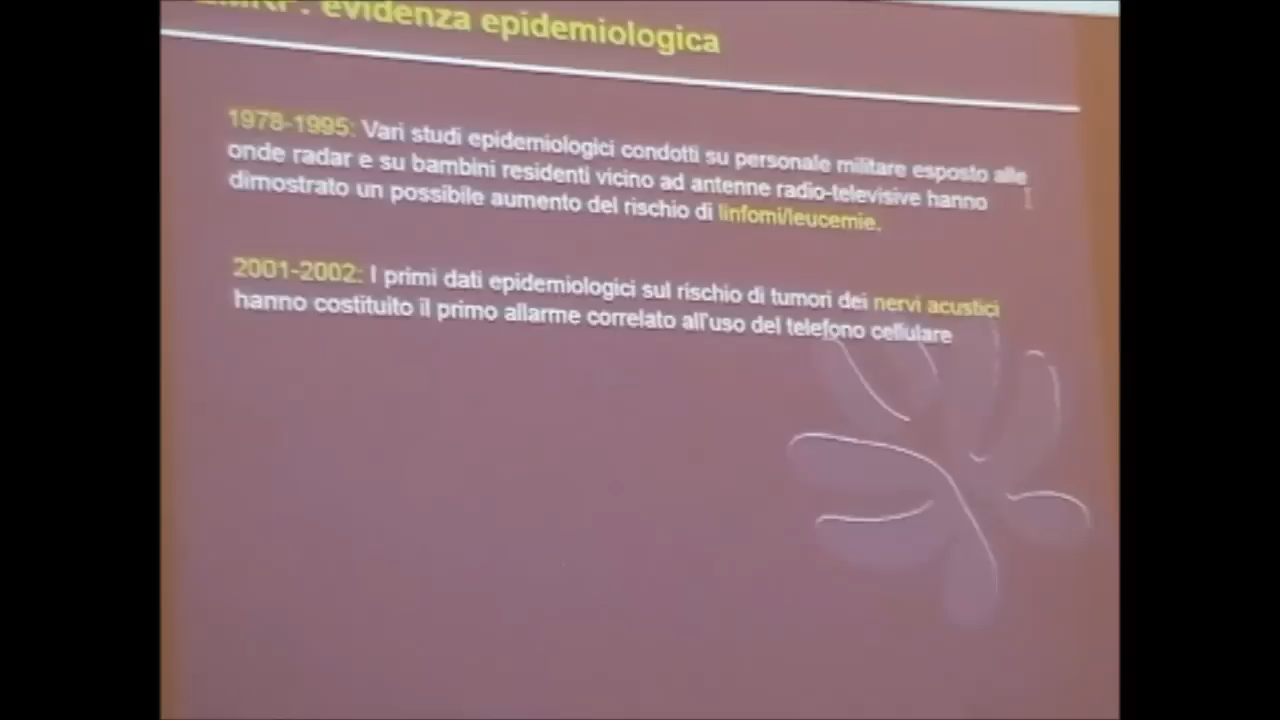 evidenza epidemiologica
1978-1995: Vari studi epidemiologici condotti su personale militare esposto alle
onde radar e su bambini residenti vicino ad antenne radio-televisive hanno
dimostrato un possibile aumento del rischio di linfomi/leucemie.
2001-2002: I primi dati epidemiologici sul rischio di tumori dei nervi acustici
hanno costituito il primo allarme correlato all'uso del telefono cellulare